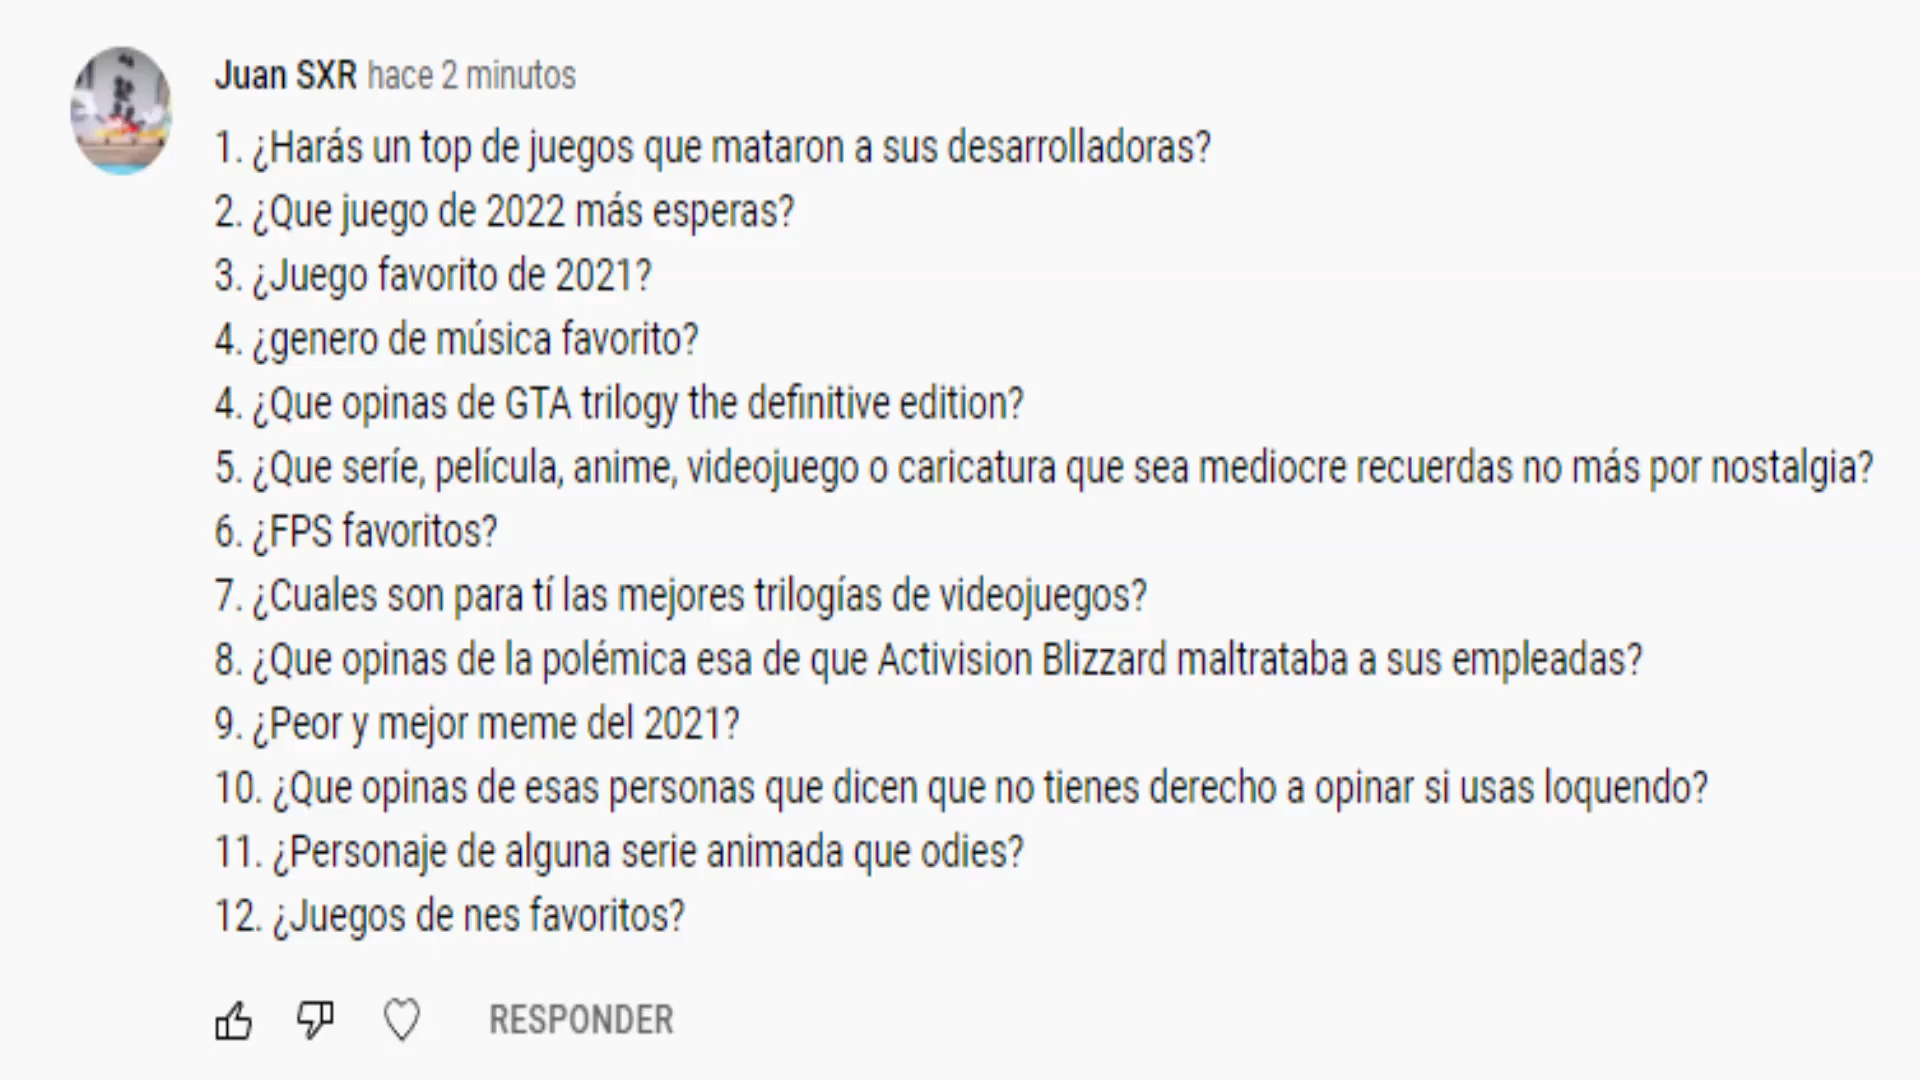 Juan SXR hace 2 minutos
1. ¿Harás un top de juegos que mataron a sus desarrolladoras?
2. ¿Que juego de 2022 más esperas?
3. ¿Juego favorito de 2021?
4. ¿genero de música favorito?
4. ¿Que opinas de GTA trilogy the definitive edition?
5. ¿Que seríe, película, anime, videojuego o caricatura que sea mediocre recuerdas no más por nostalgia?
6. ¿FPS favoritos?
7. ¿Cuales son para tí las mejores trilogías de videojuegos?
8. ¿Que opinas de la polémica esa de que Activision Blizzard maltrataba a sus empleadas?
9. ¿Peor y mejor meme del 2021?
10. ¿Que opinas de esas personas que dicen que no tienes derecho a opinar si usas loquendo?
11. ¿Personaje de alguna serie animada que odies?
12. ¿Juegos de nes favoritos?
RESPONDER